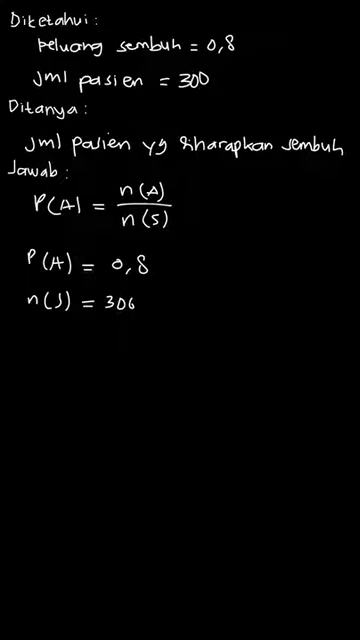 Diketahui:
peluang sembuh = 0,8
jml pasien = 300
Ditanya:
jml pasien yg diharapkan sembuh
Jawab:
P(A) = n(A) / n(S)
P(A) = 0,8
n(S) = 300